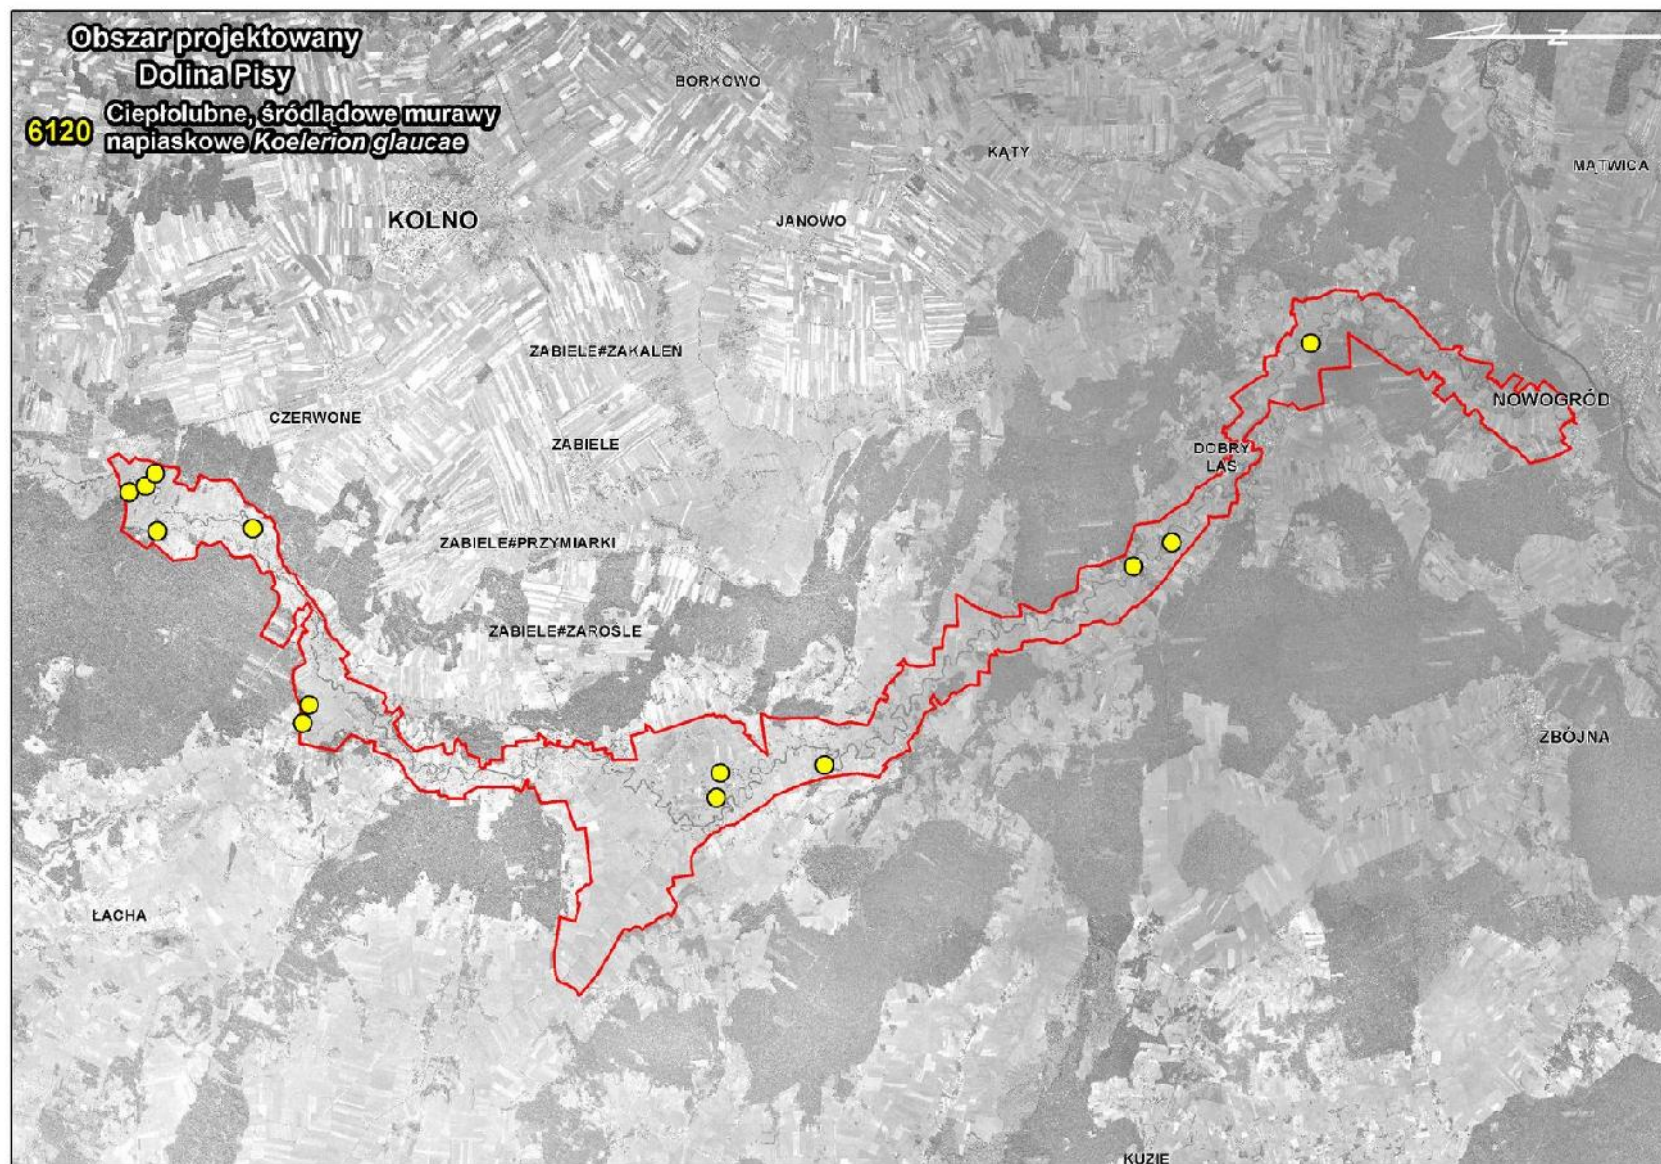 Obszar projektowany
Dolina Pisy
6120 Ciepłolubne, śródlądowe murawy
napiaskowe Koelerion glaucae
N
BORKOWO
KĄTY
MĄTWICA
KOLNO
JANOWO
ZABIELE#ZAKALEŃ
NOWOGRÓD
CZERWONE
ZABIELE
DOBRY
LAS
ZABIELE#PRZYMIARKI
ZABIELE#ZAROSLE
ZBÓJNA
ŁACHA
KUZIE